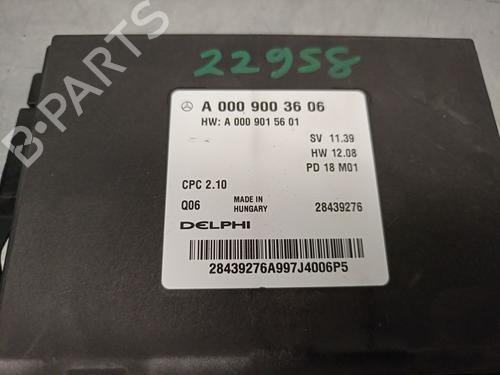 22958
A 000 900 36 06
HW: A 000 901 56 01
SV 11.39
HW 12.08
PD 18 M01
CPC 2.10
Q06 MADE IN HUNGARY 28439276
DELPHI
28439276A997J4006P5
B-PARTS